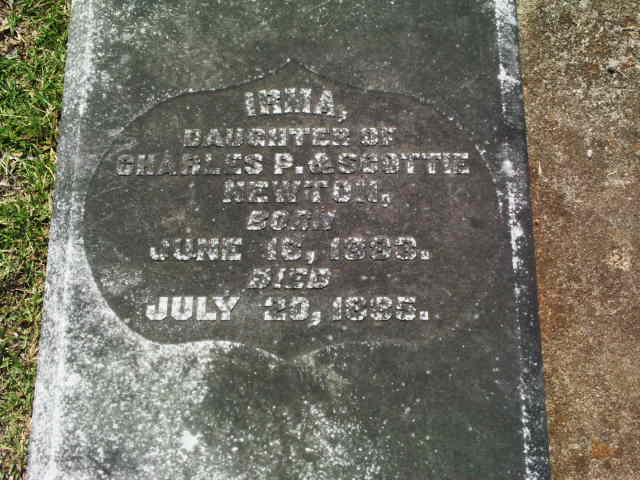 IRMA,
DAUGHTER OF
CHARLES P. & SCOTTIE
NEWTON,
BORN
JUNE 16, 1883.
DIED
JULY 20, 1885.